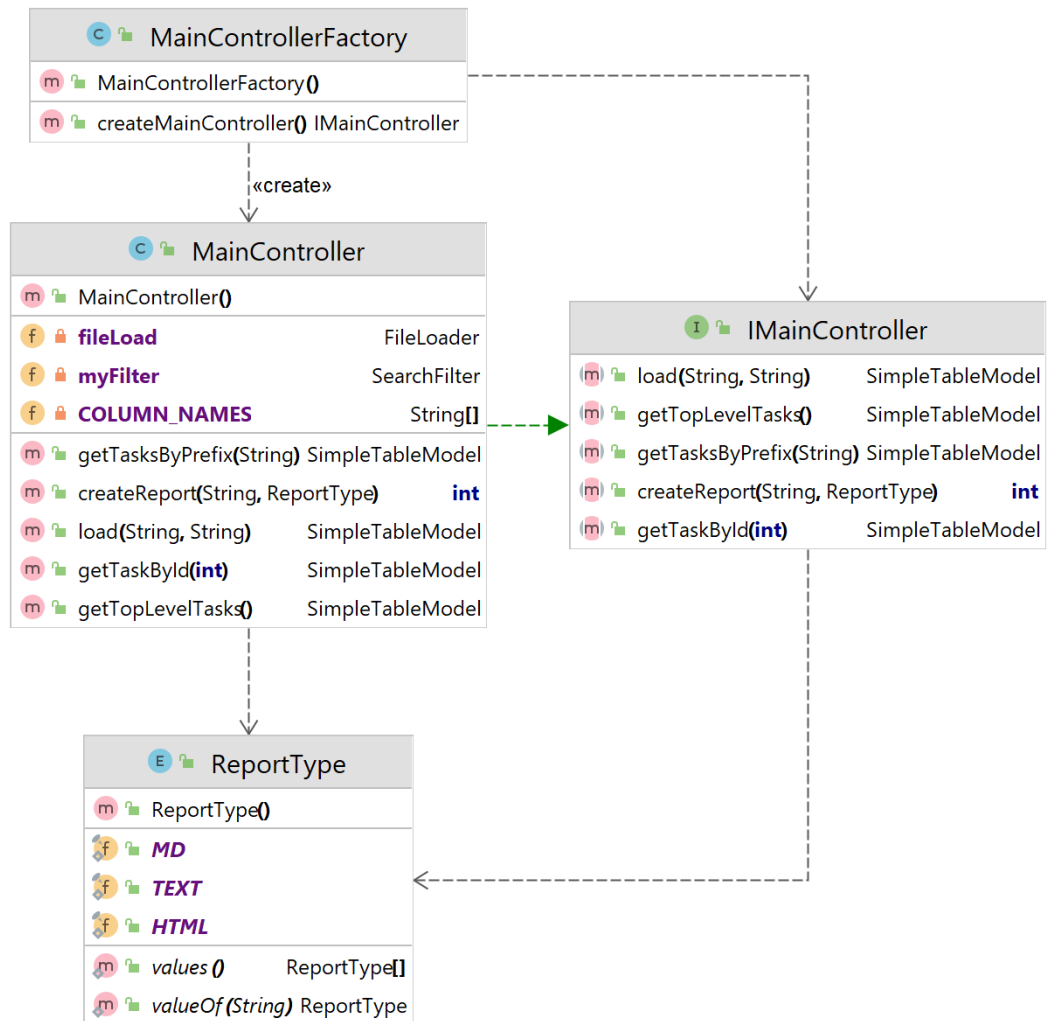 C MainControllerFactory
m MainControllerFactory()
m createMainController() IMainController
«create»
C MainController
m MainController()
f fileLoad FileLoader
f myFilter SearchFilter
f COLUMN_NAMES String[]
m getTasksByPrefix(String) SimpleTableModel
m createReport(String, ReportType) int
m load(String, String) SimpleTableModel
m getTaskById(int) SimpleTableModel
m getTopLevelTasks() SimpleTableModel
I IMainController
m load(String, String) SimpleTableModel
m getTopLevelTasks() SimpleTableModel
m getTasksByPrefix(String) SimpleTableModel
m createReport(String, ReportType) int
m getTaskById(int) SimpleTableModel
E ReportType
m ReportType()
f MD
f TEXT
f HTML
m values() ReportType[]
m valueOf(String) ReportType